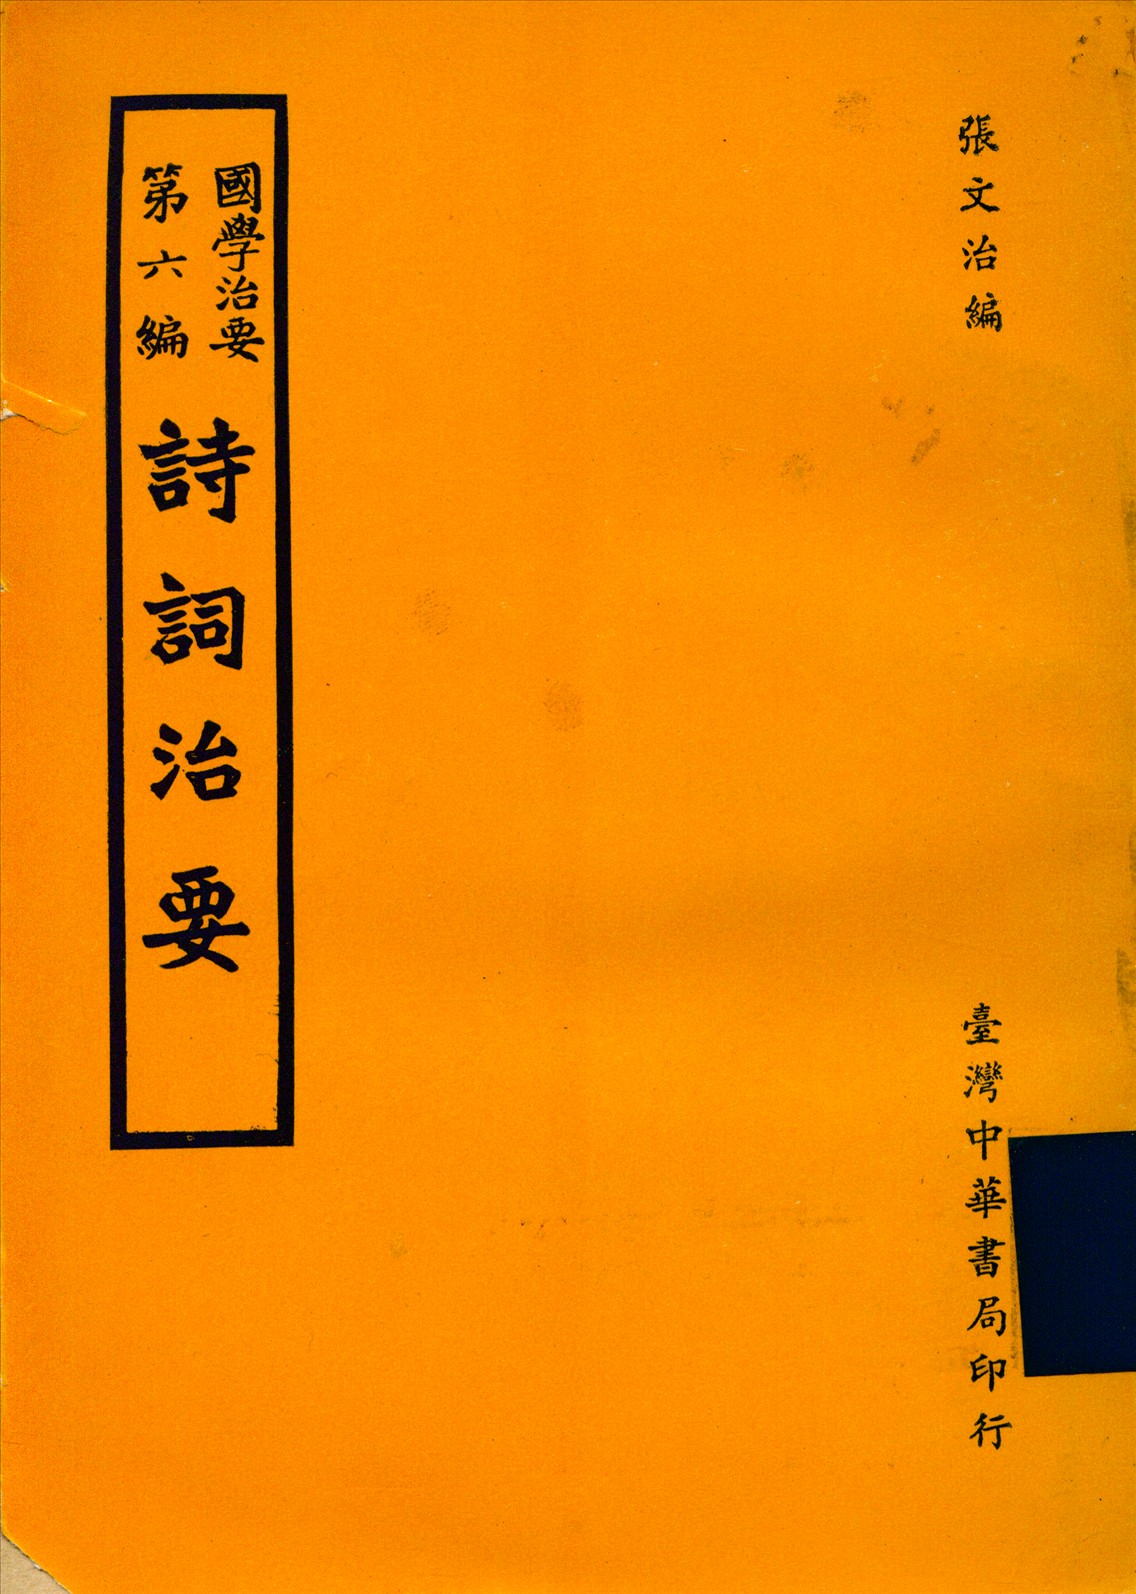 張文治編
臺灣中華書局印行
國學治要
第六編
詩詞治要